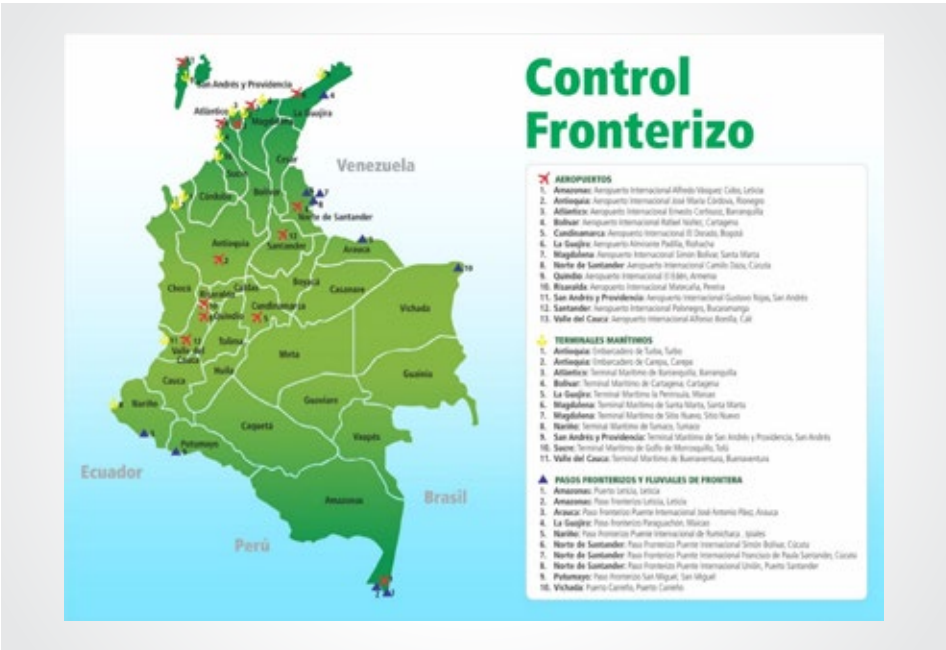 Control
Fronterizo
AEROPUERTOS
1. Amazonas: Aeropuerto Internacional Alfredo Vásquez Cobo, Leticia
2. Antioquia: Aeropuerto Internacional José María Córdova, Rionegro
3. Atlántico: Aeropuerto Internacional Ernesto Cortissoz, Barranquilla
4. Bolívar: Aeropuerto Internacional Rafael Núñez, Cartagena
5. Cundinamarca: Aeropuerto Internacional El Dorado, Bogotá
6. La Guajira: Aeropuerto Almirante Padilla, Riohacha
7. Magdalena: Aeropuerto Internacional Simón Bolívar, Santa Marta
8. Norte de Santander: Aeropuerto Internacional Camilo Daza, Cúcuta
9. Quindío: Aeropuerto Internacional El Edén, Armenia
10. Risaralda: Aeropuerto Internacional Matecaña, Pereira
11. San Andrés y Providencia: Aeropuerto Internacional Gustavo Rojas, San Andrés
12. Santander: Aeropuerto Internacional Palonegro, Bucaramanga
13. Valle del Cauca: Aeropuerto Internacional Alfonso Bonilla, Cali
TERMINALES MARÍTIMOS
1. Antioquia: Embarcadero de Turbo, Turbo
2. Antioquia: Embarcadero de
3. Atlántico: Terminal Marítimo de Barranquilla, Barranquilla
4. Bolívar: Terminal Marítimo de Cartagena, Cartagena
5. La Guajira: Terminal Marítimo la Península, Maicao
6. Magdalena: Terminal Marítimo de Santa Marta, Santa Marta
7. Magdalena: Terminal Marítimo de Sitio Nuevo, Sitio Nuevo
8. Nariño: Terminal Marítimo de Tumaco, Tumaco
9. San Andrés y Providencia: Terminal Marítimo de San Andrés y Providencia, San Andrés
10. Sucre: Terminal Marítimo de Golfo de Morrosquillo, Tolú
11. Valle del Cauca: Terminal Marítimo de Buenaventura, Buenaventura
PASOS FRONTERIZOS Y FLUVIALES DE FRONTERA
1. Amazonas: Puerto Leticia, Leticia
2. Amazonas: Paso Fronterizo Leticia, Leticia
3. Arauca: Paso Fronterizo Puente Internacional José Antonio Páez, Arauca
4. La Guajira: Paso Fronterizo Paraguachón, Maicao
5. Nariño: Paso Fronterizo Puente Internacional de Rumichaca . Ipiales
6. Norte de Santander: Paso Fronterizo Puente Internacional Simón Bolívar, Cúcuta
7. Norte de Santander: Paso Fronterizo Puente Internacional Francisco de Paula Santander, Cúcuta
8. Norte de Santander: Paso Fronterizo Puente Internacional Unión, Puerto Santander
9. Putumayo: Paso Fronterizo San Miguel, San Miguel
10. Vichada: Puerto Carreño, Puerto Carreño
San Andrés y Providencia
Atlántico
Magdalena
La Guajira
Cesar
Sucre
Venezuela
Córdoba
Bolívar
Norte de Santander
Antioquia
Santander
Arauca
Chocó
Risaralda
Caldas
Boyacá
Casanare
Cundinamarca
Quindío
Vichada
Valle del
Cauca
Tolima
Meta
Cauca
Huila
Guainía
Nariño
Guaviare
Caquetá
Vaupés
Putumayo
Ecuador
Amazonas
Brasil
Perú